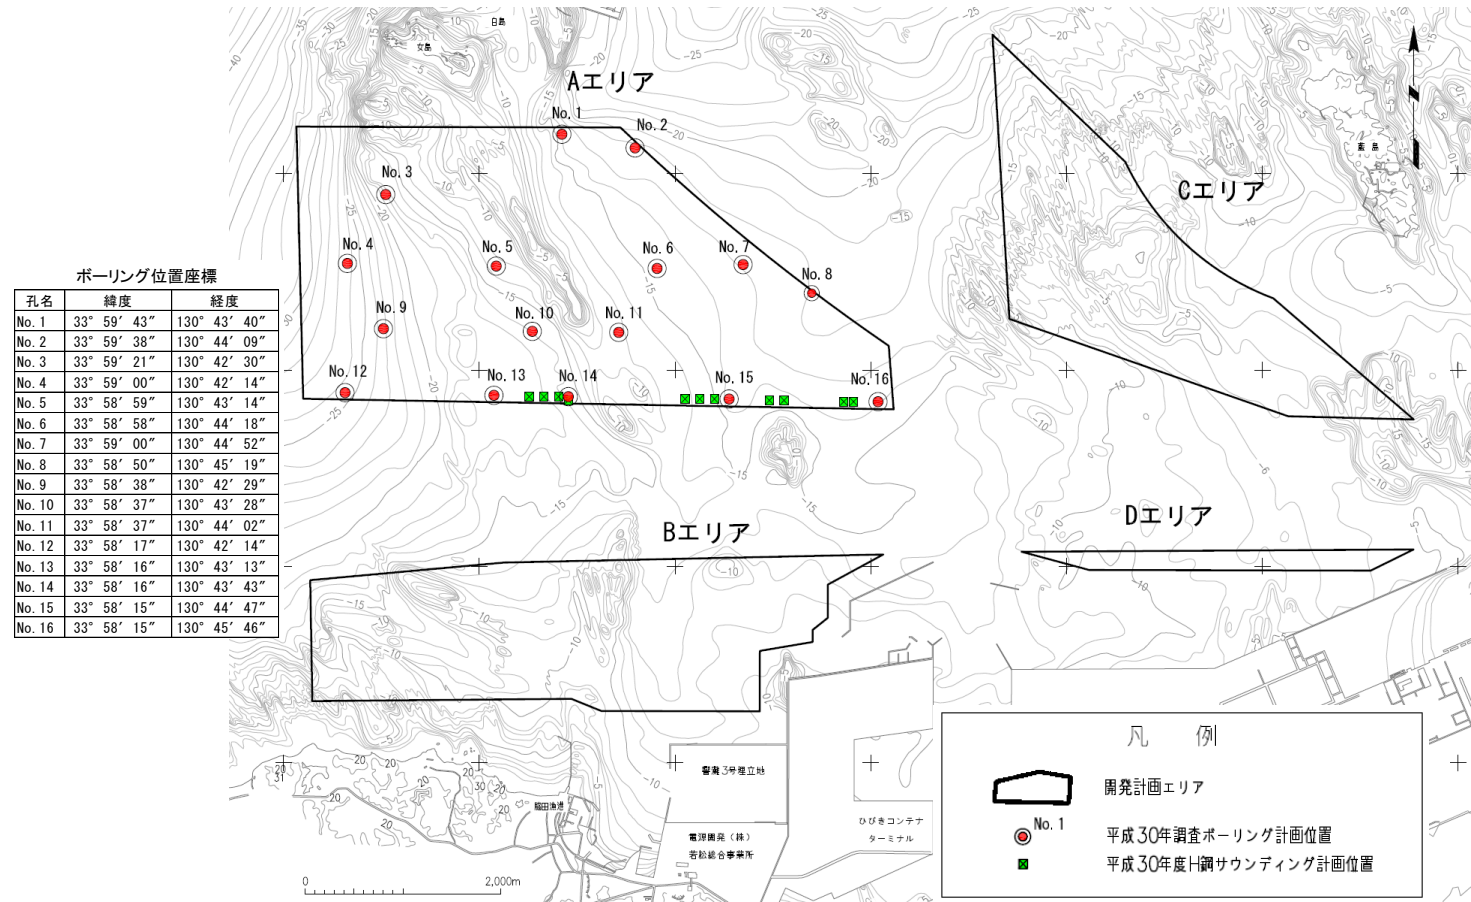 白島
女島
Aエリア
No. 1
No. 2
No. 3
No. 4
No. 5
No. 6
No. 7
No. 8
No. 9
No. 10
No. 11
No. 12
No. 13
No. 14
No. 15
No. 16
Cエリア
藍島
Bエリア
Dエリア
ボーリング位置座標
孔名 緯度 経度
No. 1 33° 59′ 43″ 130° 43′ 40″
No. 2 33° 59′ 38″ 130° 44′ 09″
No. 3 33° 59′ 21″ 130° 42′ 30″
No. 4 33° 59′ 00″ 130° 42′ 14″
No. 5 33° 58′ 59″ 130° 43′ 14″
No. 6 33° 58′ 58″ 130° 44′ 18″
No. 7 33° 59′ 00″ 130° 44′ 52″
No. 8 33° 58′ 50″ 130° 45′ 19″
No. 9 33° 58′ 38″ 130° 42′ 29″
No. 10 33° 58′ 37″ 130° 43′ 28″
No. 11 33° 58′ 37″ 130° 44′ 02″
No. 12 33° 58′ 17″ 130° 42′ 14″
No. 13 33° 58′ 16″ 130° 43′ 13″
No. 14 33° 58′ 16″ 130° 43′ 43″
No. 15 33° 58′ 15″ 130° 44′ 47″
No. 16 33° 58′ 15″ 130° 45′ 46″
響灘3号埋立地
脇田漁港
電源開発（株）
若松総合事業所
ひびきコンテナ
ターミナル
0 2,000m
凡 例
開発計画エリア
No. 1
平成30年調査ボーリング計画位置
平成30年度H鋼サウンディング計画位置